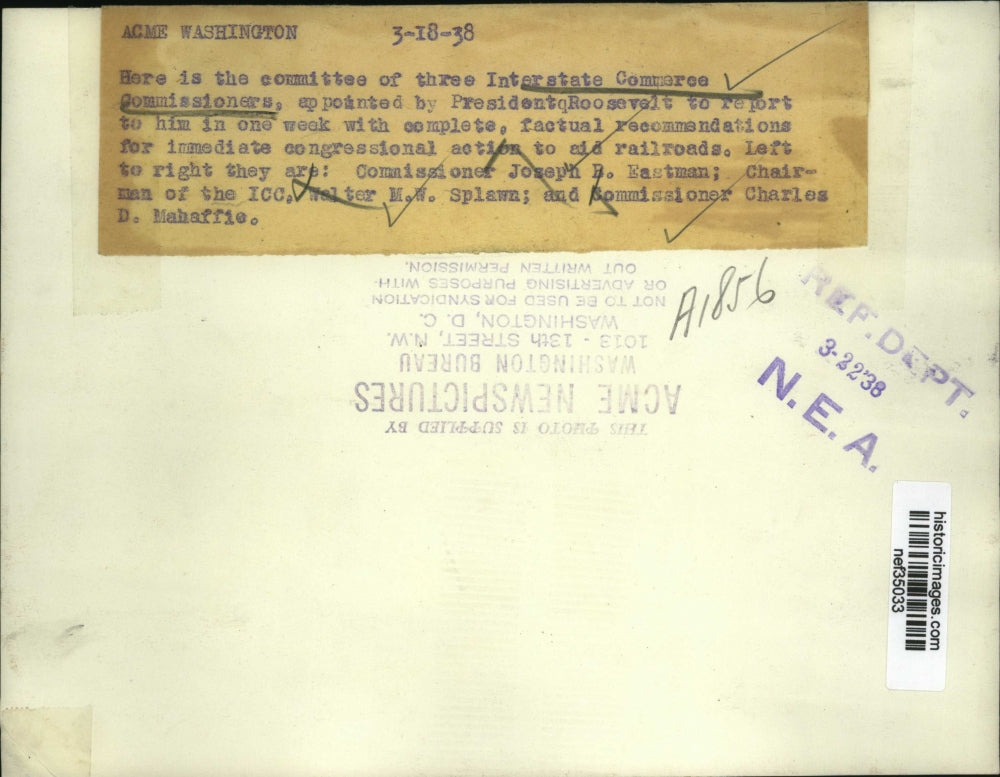 ACME WASHINGTON 3-18-38
Here is the committee of three Interstate Commerce
Commissioners, appointed by PresidentqRoosevelt to report
to him in one week with complete, factual recommendations
for immediate congressional action to aid railroads. Left
to right they are: Commissioner Joseph B. Eastman; Chair-
man of the ICC, Walter M.W. Splawn; and Commissioner Charles
D. Mahaffie.
THIS PHOTO IS SUPPLIED BY
ACME NEWSPICTURES
WASHINGTON BUREAU
1013 - 13th STREET, N.W.
WASHINGTON, D. C.
NOT TO BE USED FOR SYNDICATION
OR ADVERTISING PURPOSES WITH-
OUT WRITTEN PERMISSION.
A1856
REF. DEPT.
3-2238
N. E. A.
historicimages.com
nef35033